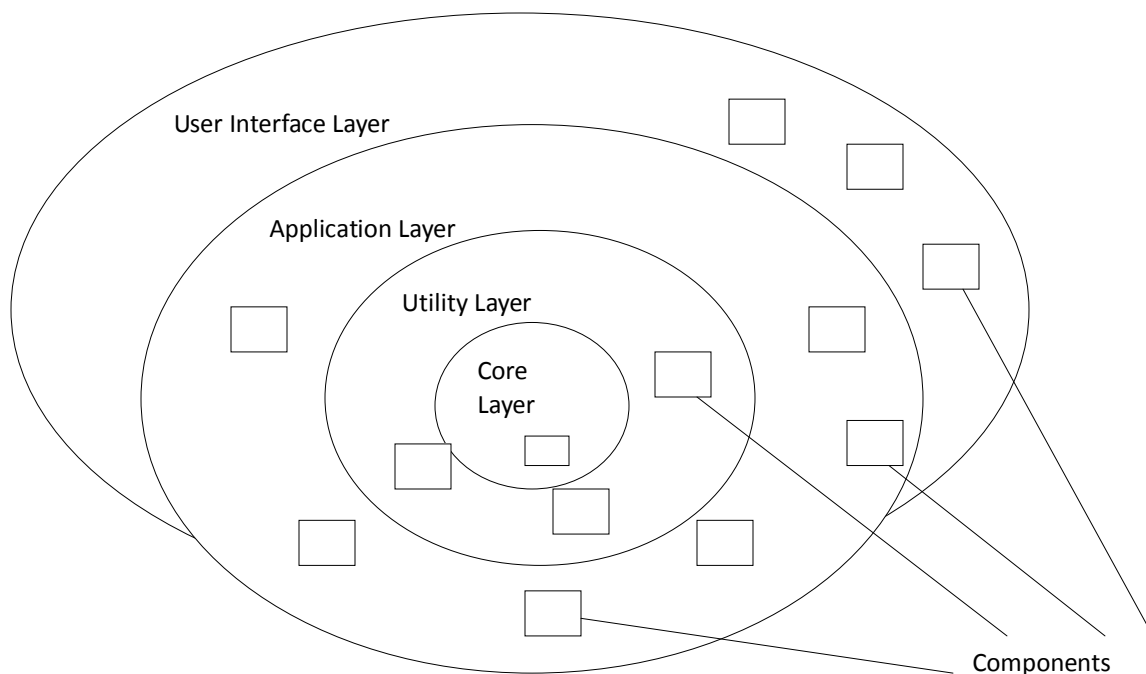 User Interface Layer
Application Layer
Utility Layer
Core
Layer
Components